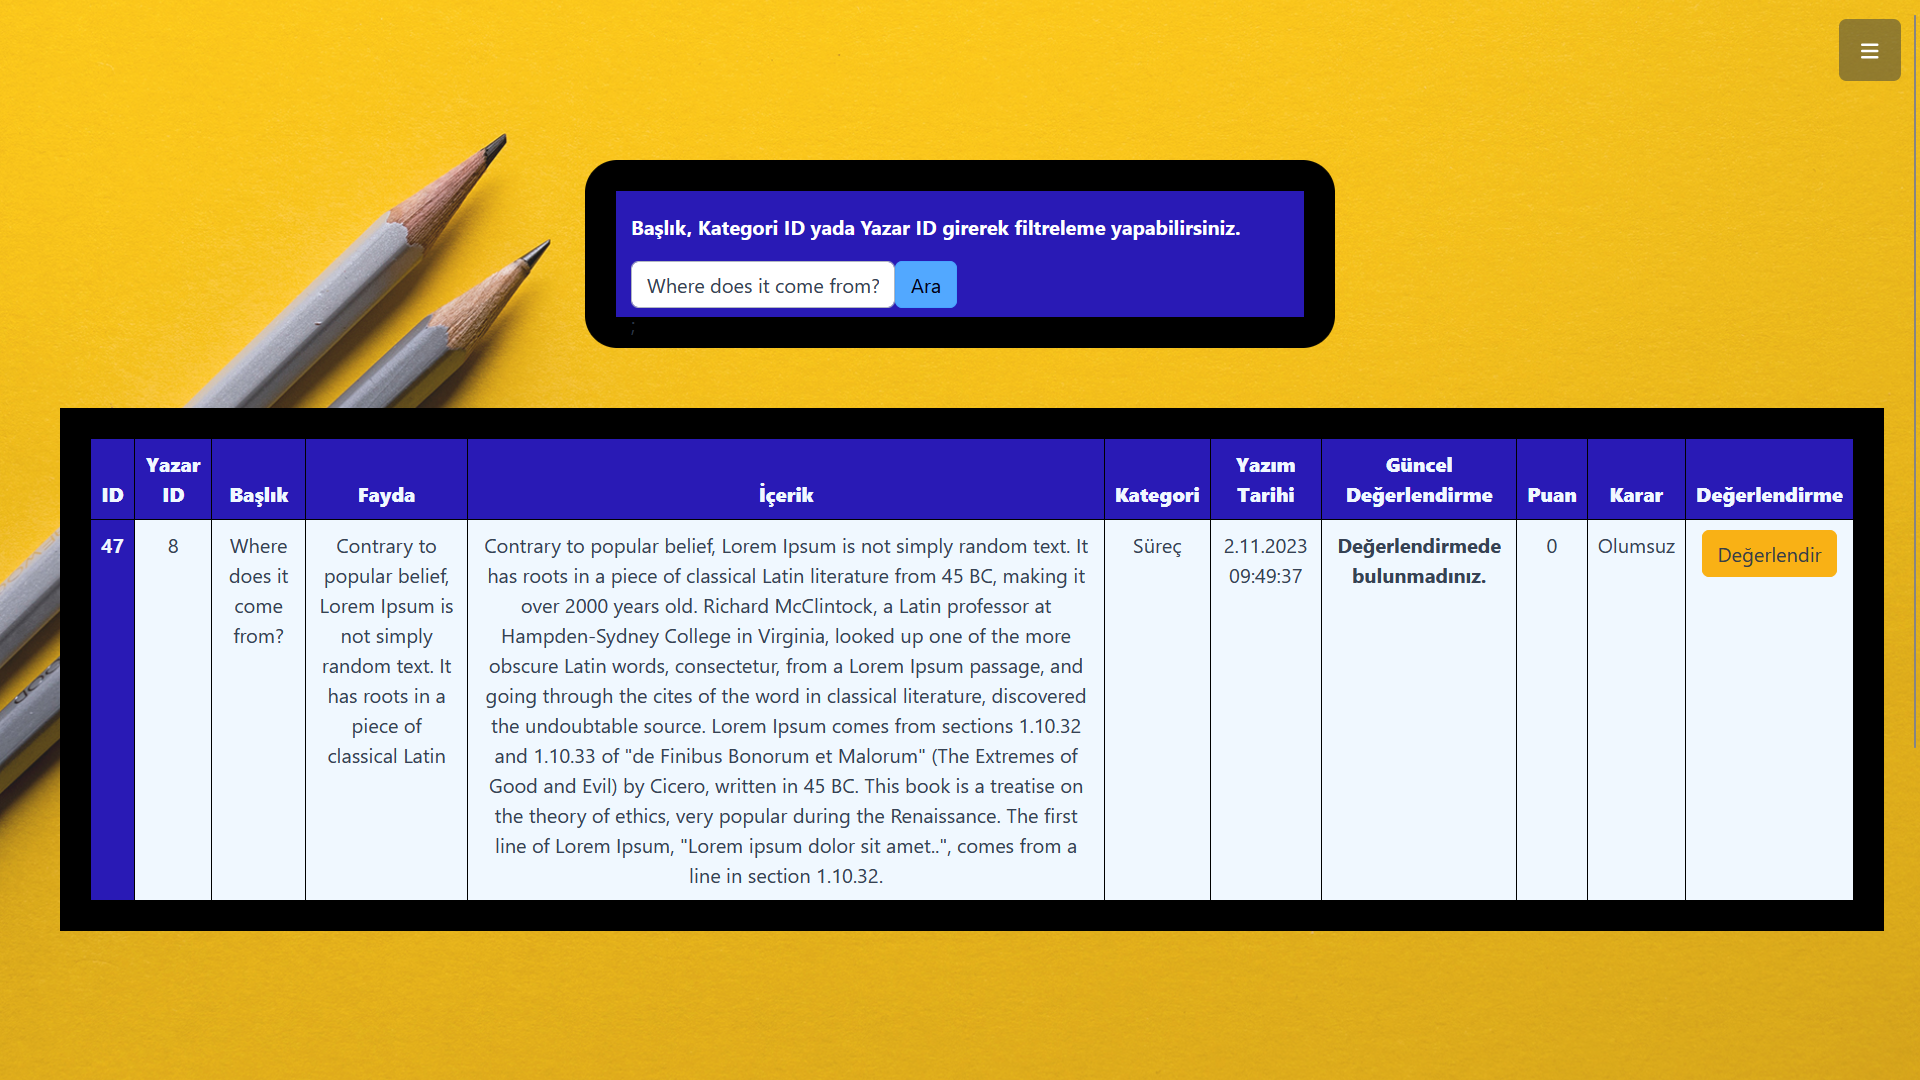 Başlık, Kategori ID yada Yazar ID girerek filtreleme yapabilirsiniz.
Where does it come from? Ara
;
ID Yazar ID Başlık Fayda İçerik Kategori Yazım Tarihi Güncel Değerlendirme Puan Karar Değerlendirme
47
8
Where
does it
come
from?
Contrary to
popular belief,
Lorem Ipsum is
not simply
random text. It
has roots in a
piece of
classical Latin
Contrary to popular belief, Lorem Ipsum is not simply random text. It
has roots in a piece of classical Latin literature from 45 BC, making it
over 2000 years old. Richard McClintock, a Latin professor at
Hampden-Sydney College in Virginia, looked up one of the more
obscure Latin words, consectetur, from a Lorem Ipsum passage, and
going through the cites of the word in classical literature, discovered
the undoubtable source. Lorem Ipsum comes from sections 1.10.32
and 1.10.33 of "de Finibus Bonorum et Malorum" (The Extremes of
Good and Evil) by Cicero, written in 45 BC. This book is a treatise on
the theory of ethics, very popular during the Renaissance. The first
line of Lorem Ipsum, "Lorem ipsum dolor sit amet..", comes from a
line in section 1.10.32.
Süreç
2.11.2023
09:49:37
Değerlendirmede
bulunmadınız.
0
Olumsuz
Değerlendir